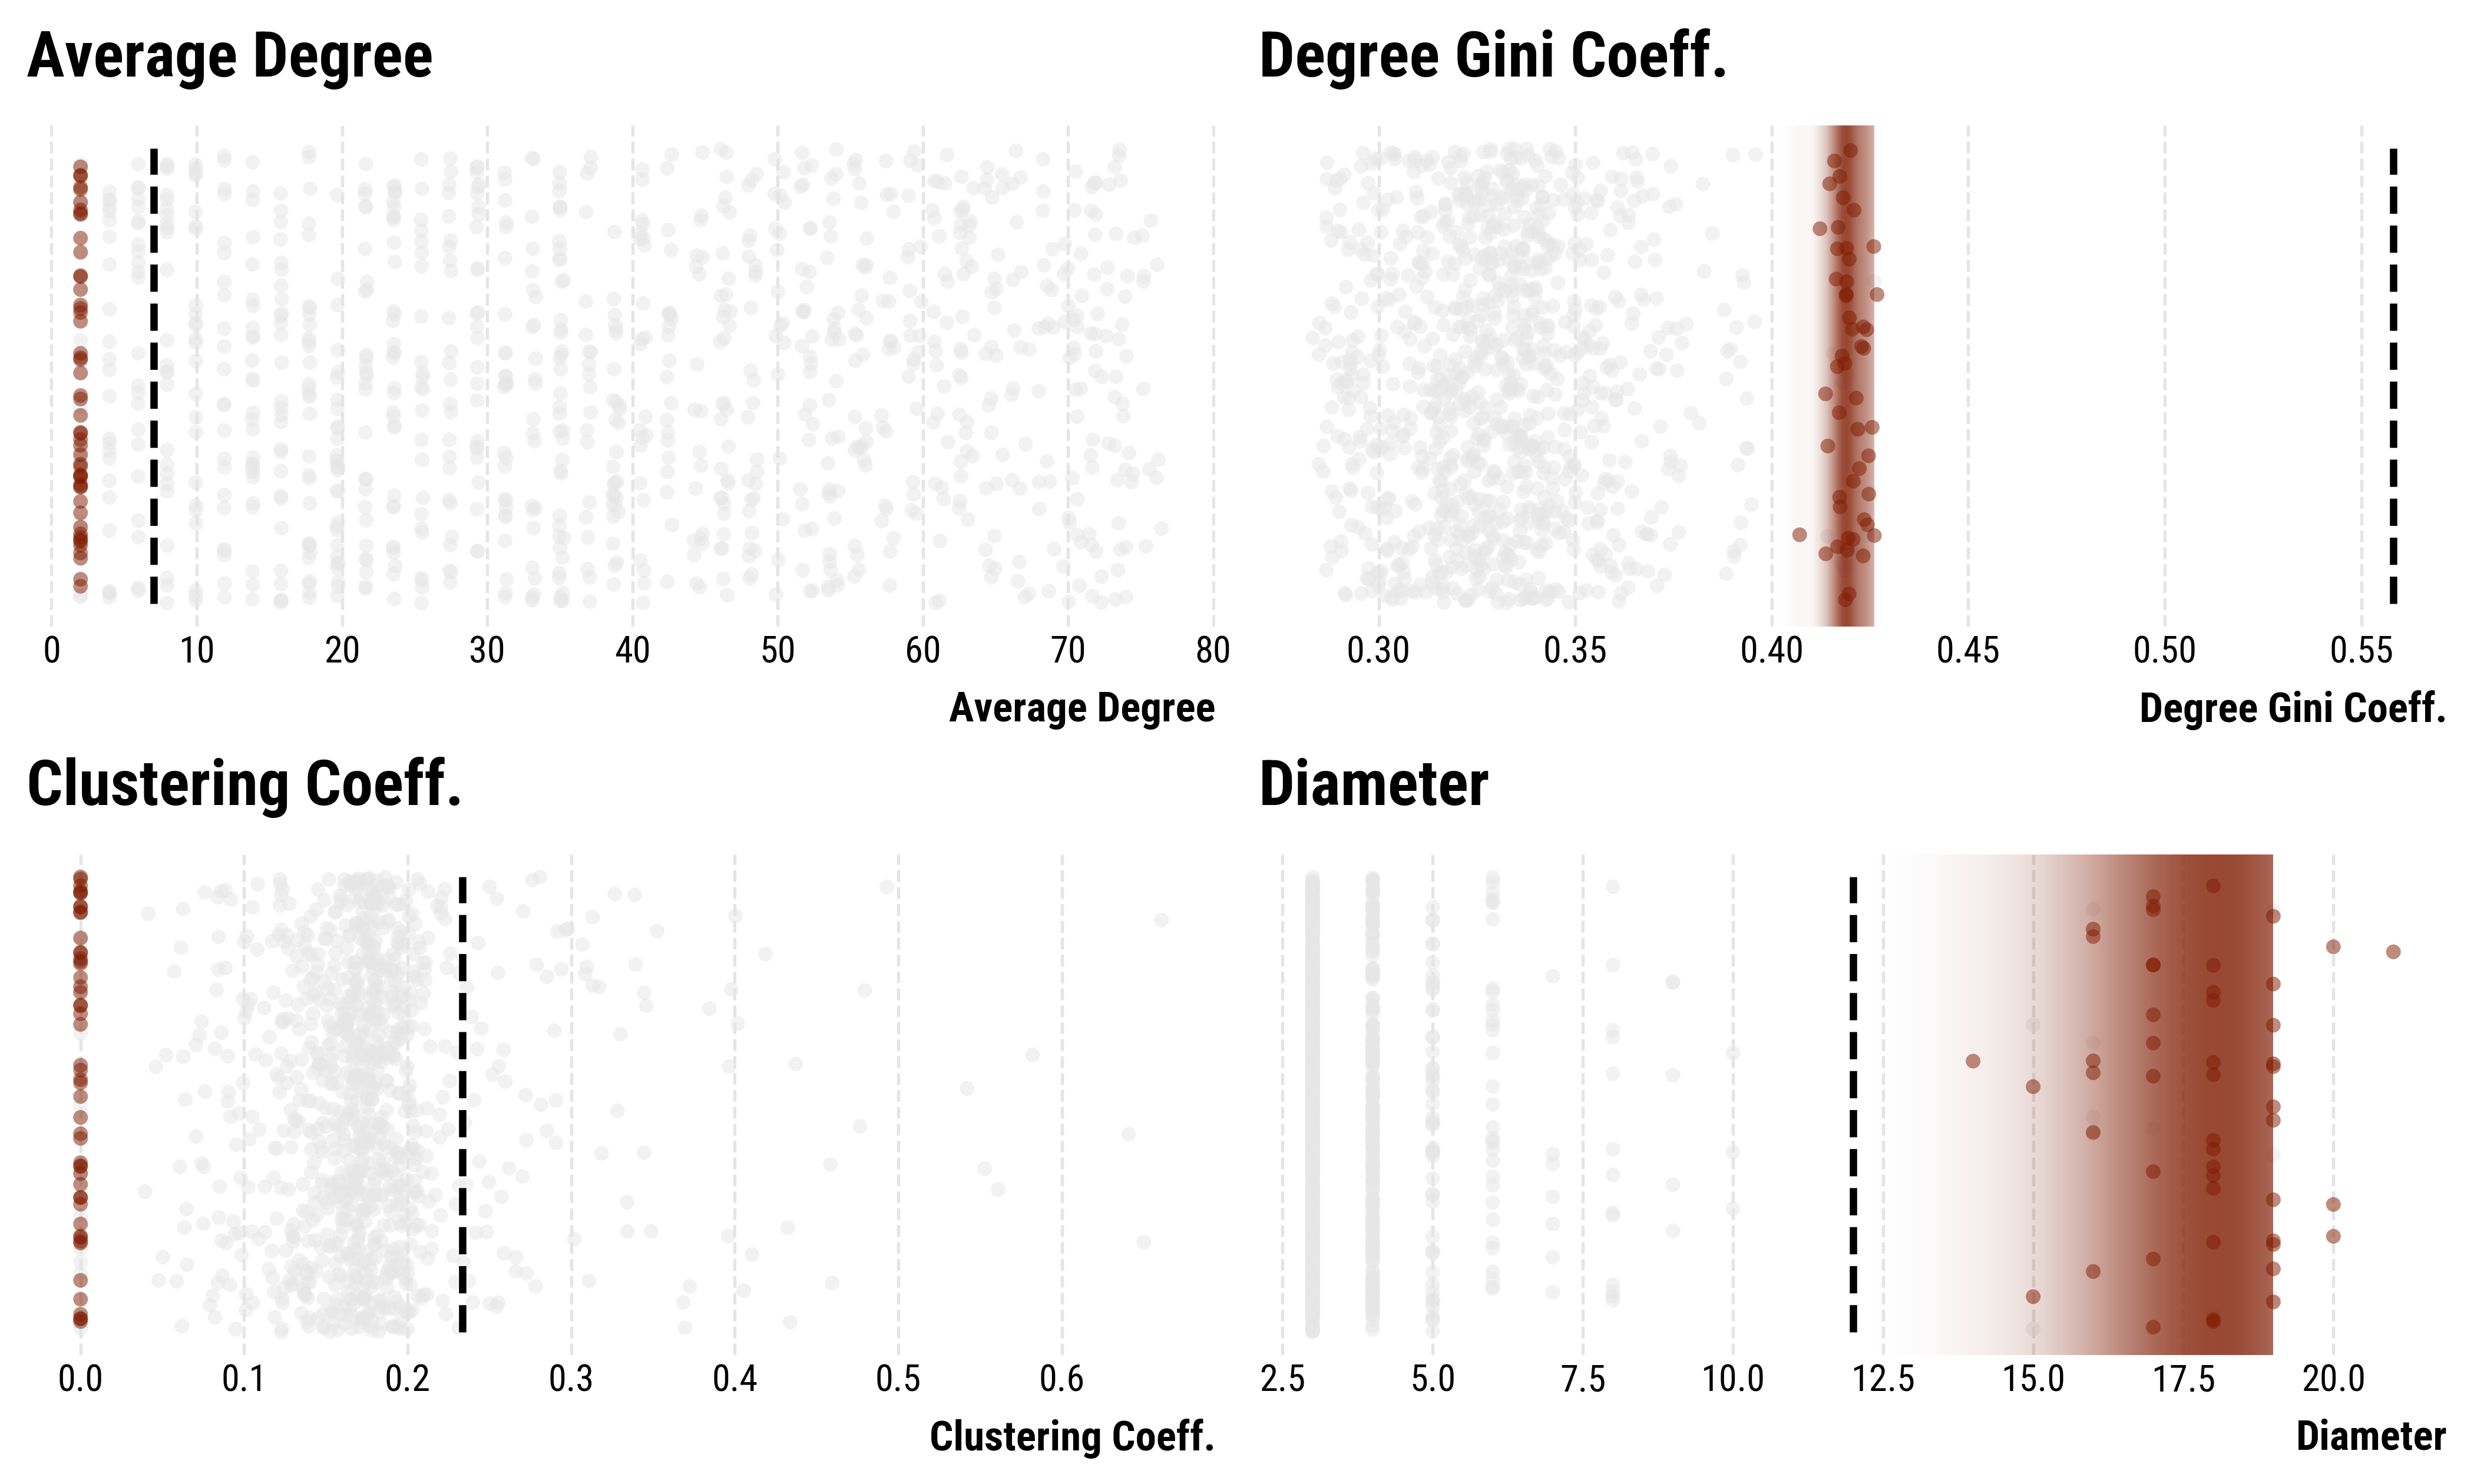 Average Degree
0 10 20 30 40 50 60 70 80
Average Degree
Degree Gini Coeff.
0.30 0.35 0.40 0.45 0.50 0.55
Degree Gini Coeff.
Clustering Coeff.
0.0 0.1 0.2 0.3 0.4 0.5 0.6
Clustering Coeff.
Diameter
2.5 5.0 7.5 10.0 12.5 15.0 17.5 20.0
Diameter